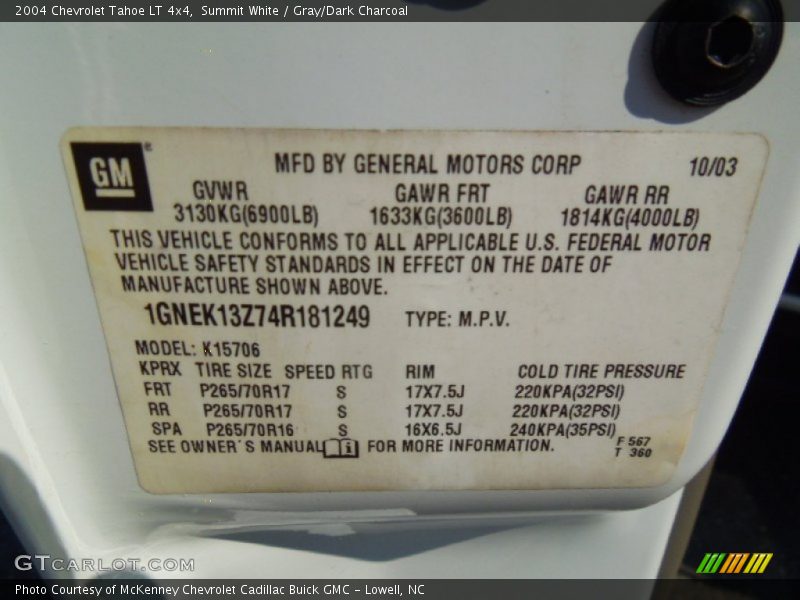 2004 Chevrolet Tahoe LT 4x4, Summit White / Gray/Dark Charcoal
GM®
MFD BY GENERAL MOTORS CORP 10/03
GVWR GAWR FRT GAWR RR
3130KG(6900LB) 1633KG(3600LB) 1814KG(4000LB)
THIS VEHICLE CONFORMS TO ALL APPLICABLE U.S. FEDERAL MOTOR
VEHICLE SAFETY STANDARDS IN EFFECT ON THE DATE OF
MANUFACTURE SHOWN ABOVE.
1GNEK13Z74R181249 TYPE: M.P.V.
MODEL: K15706
KPRX TIRE SIZE SPEED RTG RIM COLD TIRE PRESSURE
FRT P265/70R17 S 17X7.5J 220KPA(32PSI)
RR P265/70R17 S 17X7.5J 220KPA(32PSI)
SPA P265/70R16 S 16X6.5J 240KPA(35PSI)
SEE OWNER'S MANUAL i FOR MORE INFORMATION.
F 567
T 360
GTCARLOT.COM
Photo Courtesy of McKenney Chevrolet Cadillac Buick GMC - Lowell, NC